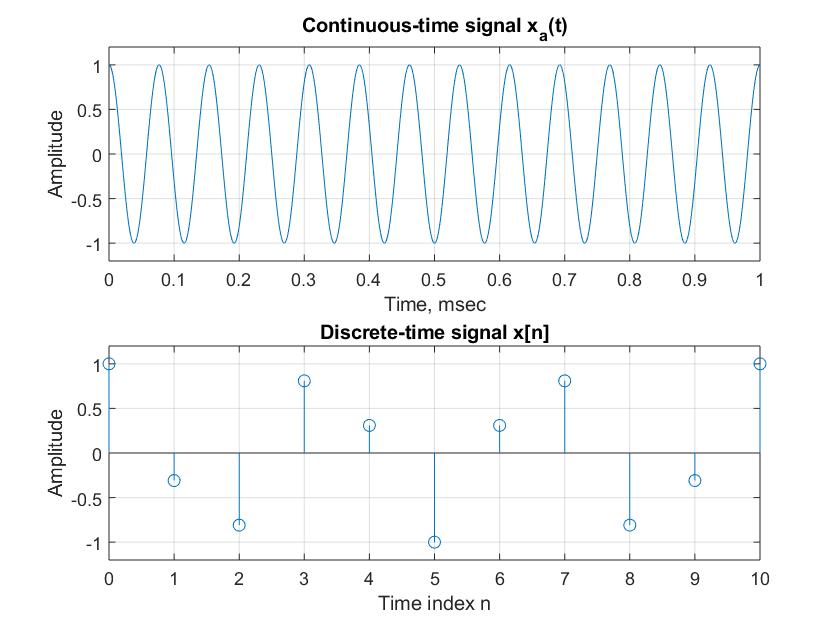 Continuous-time signal xa(t)
1
0.5
0
-0.5
-1
Amplitude
0 0.1 0.2 0.3 0.4 0.5 0.6 0.7 0.8 0.9 1
Time, msec
Discrete-time signal x[n]
1
0.5
0
-0.5
-1
Amplitude
0 1 2 3 4 5 6 7 8 9 10
Time index n